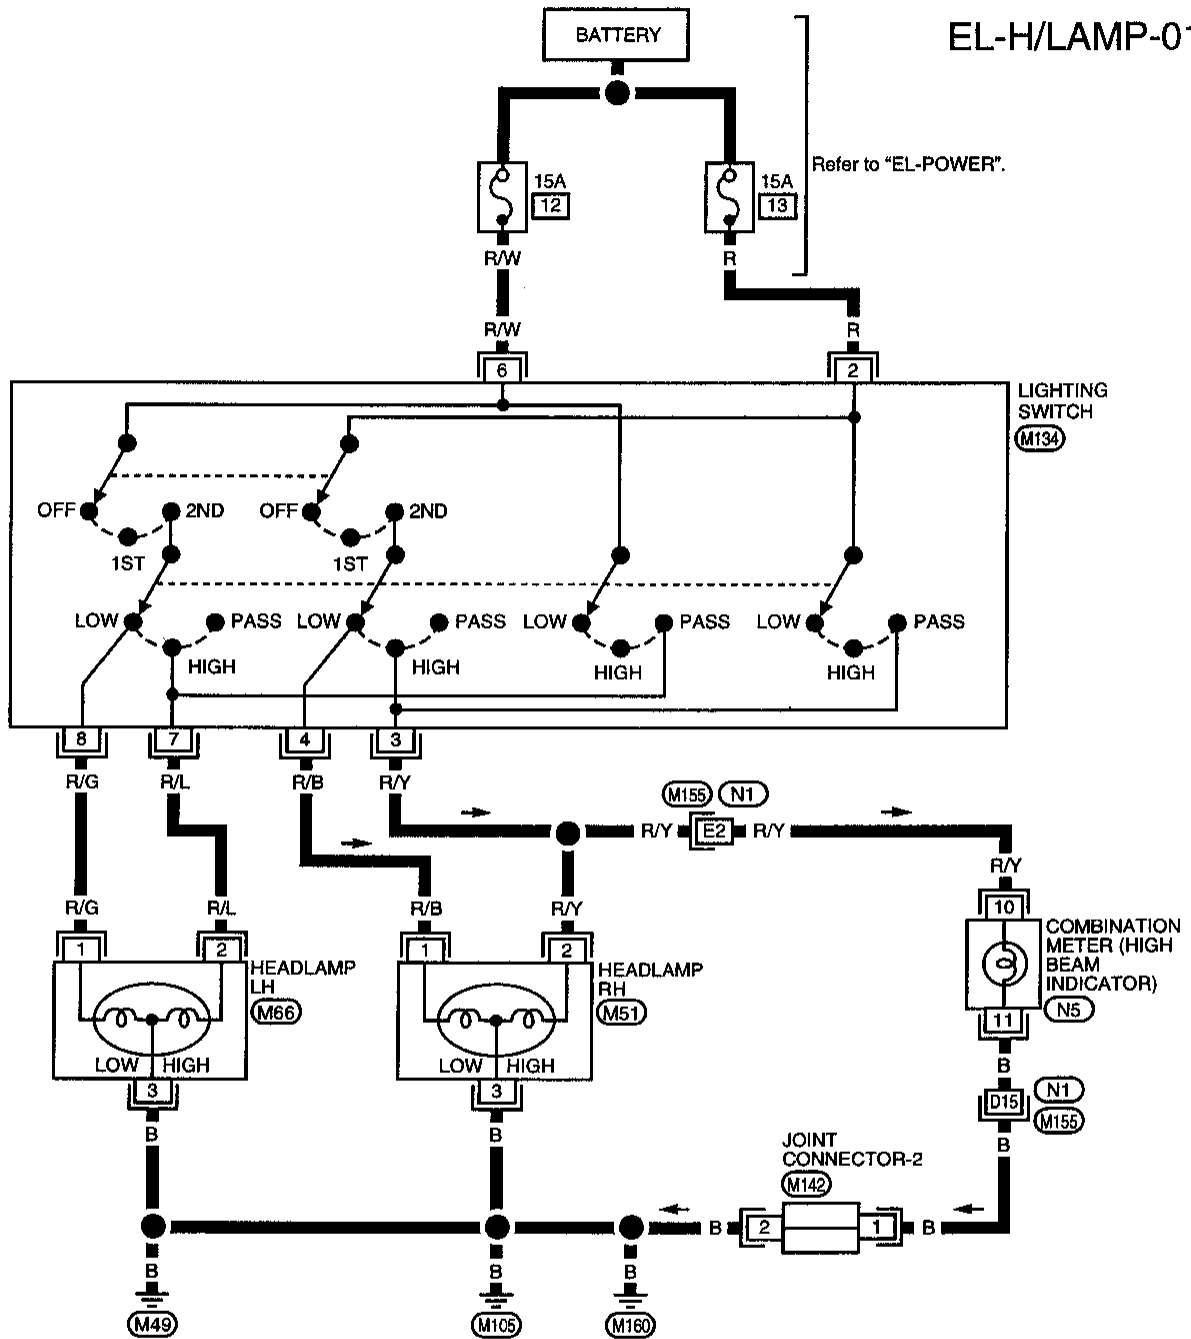 BATTERY
EL-H/LAMP-01
Refer to "EL-POWER".
15A
12
15A
13
R/W
R
R/W
R
6
2
LIGHTING
SWITCH
M134
OFF
2ND
1ST
OFF
2ND
1ST
LOW
PASS
HIGH
LOW
PASS
HIGH
LOW
PASS
HIGH
LOW
PASS
HIGH
8
7
4
3
R/G
R/L
R/B
R/Y
M155
N1
R/Y
E2
R/Y
R/Y
R/G
R/L
R/B
R/Y
10
1
2
1
2
COMBINATION
METER (HIGH
BEAM
INDICATOR)
N5
HEADLAMP
LH
M66
HEADLAMP
RH
M51
11
LOW
HIGH
LOW
HIGH
B
3
3
D15
N1
M155
B
B
B
JOINT
CONNECTOR-2
M142
B
2
1
B
B
B
B
M49
M105
M160